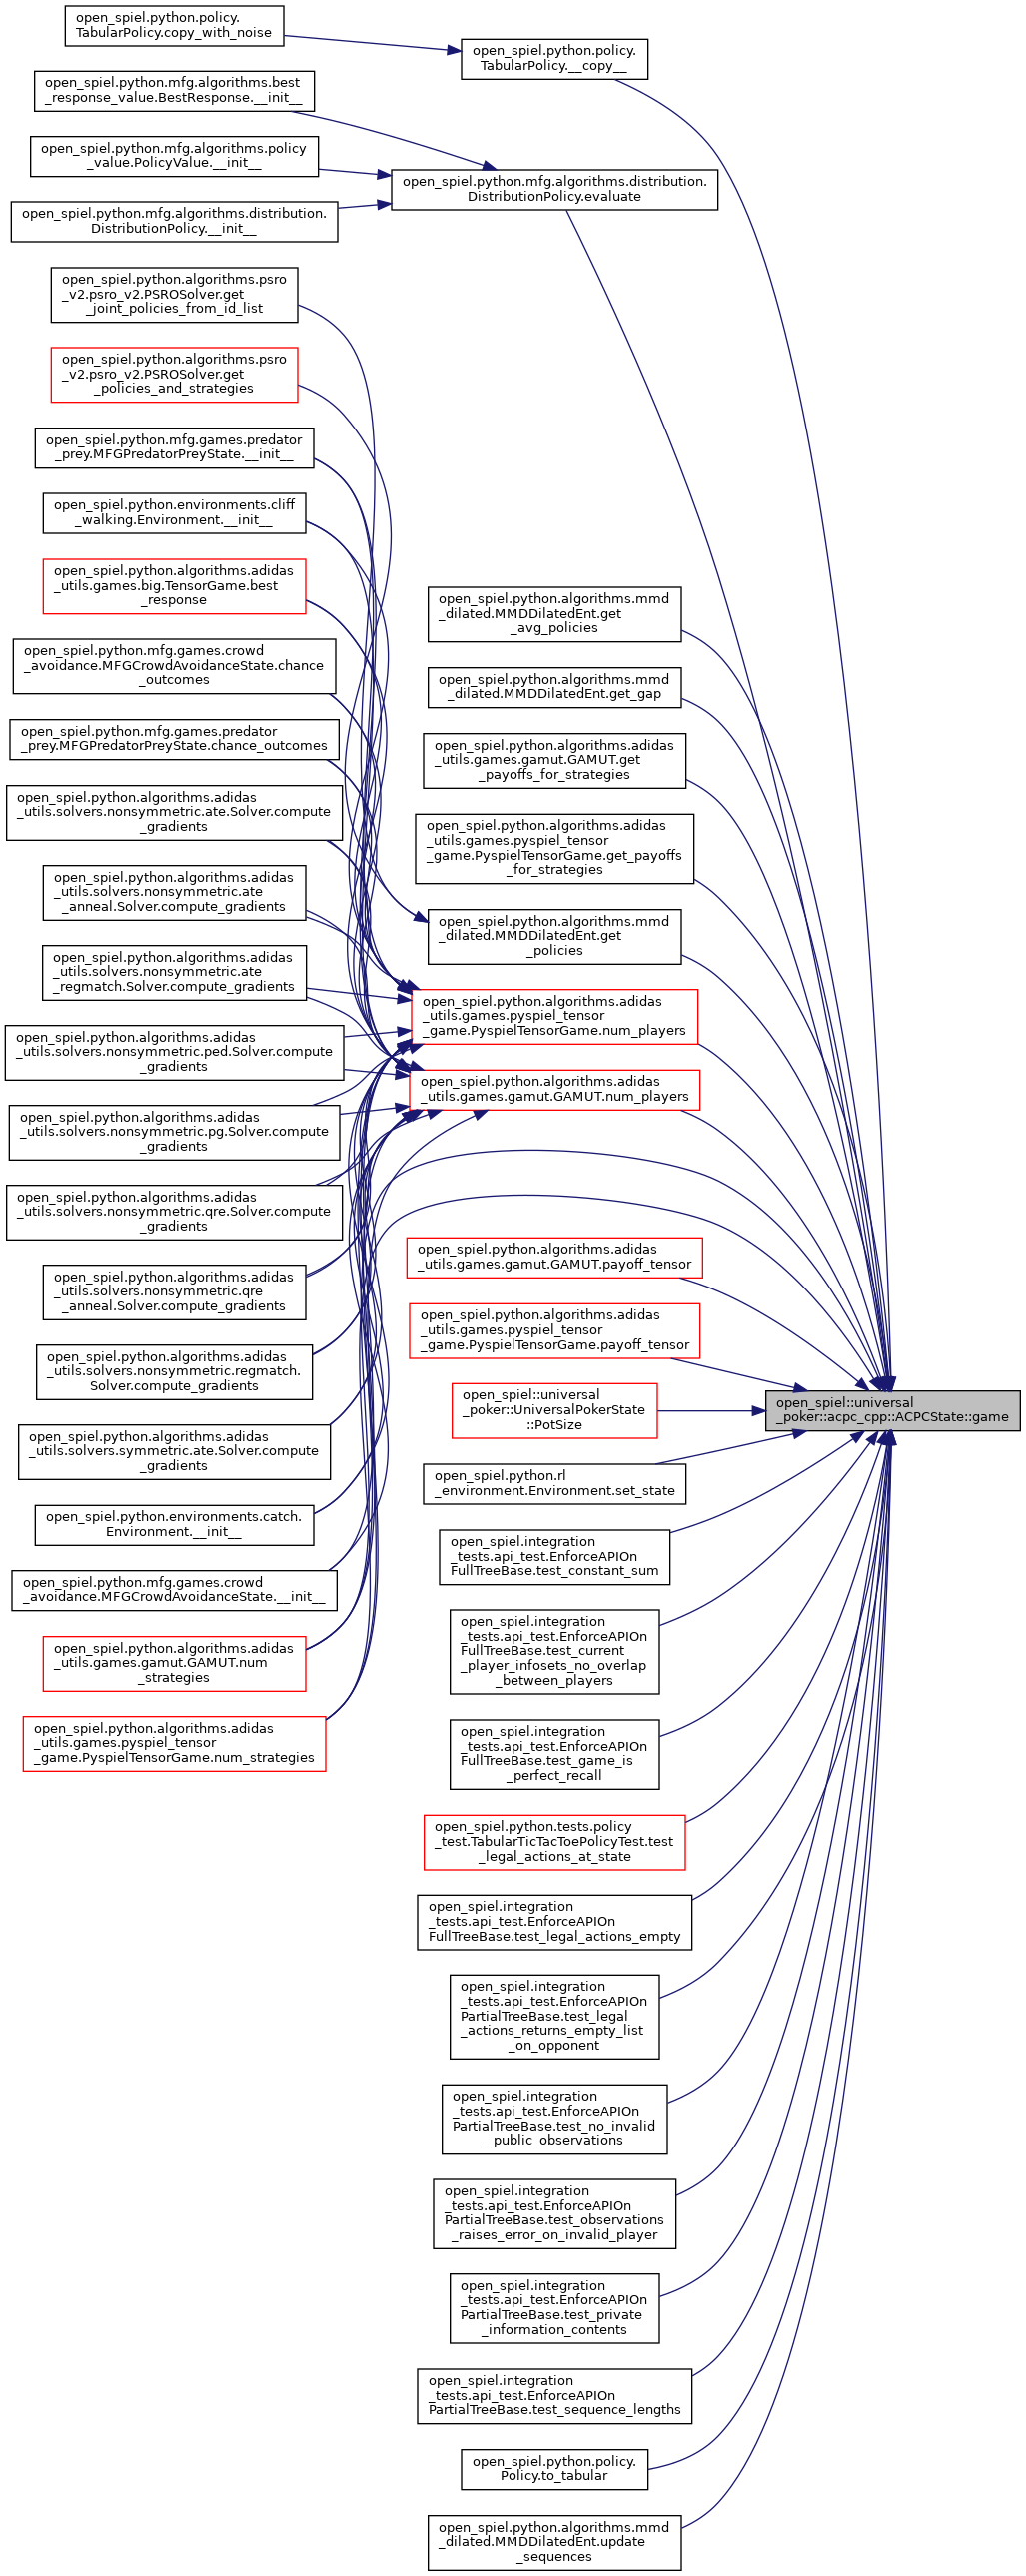 open_spiel.python.policy.
TabularPolicy.copy_with_noise
open_spiel.python.policy.
TabularPolicy.__copy__
open_spiel.python.mfg.algorithms.best
_response_value.BestResponse.__init__
open_spiel.python.mfg.algorithms.policy
_value.PolicyValue.__init__
open_spiel.python.mfg.algorithms.distribution.
DistributionPolicy.evaluate
open_spiel.python.mfg.algorithms.distribution.
DistributionPolicy.__init__
open_spiel.python.algorithms.psro
_v2.psro_v2.PSROSolver.get
_joint_policies_from_id_list
open_spiel.python.algorithms.psro
_v2.psro_v2.PSROSolver.get
_policies_and_strategies
open_spiel.python.mfg.games.predator
_prey.MFGPredatorPreyState.__init__
open_spiel.python.environments.cliff
_walking.Environment.__init__
open_spiel.python.algorithms.adidas
_utils.games.big.TensorGame.best
_response
open_spiel.python.mfg.games.crowd
_avoidance.MFGCrowdAvoidanceState.chance
_outcomes
open_spiel.python.mfg.games.predator
_prey.MFGPredatorPreyState.chance_outcomes
open_spiel.python.algorithms.adidas
_utils.solvers.nonsymmetric.ate.Solver.compute
_gradients
open_spiel.python.algorithms.adidas
_utils.solvers.nonsymmetric.ate
_anneal.Solver.compute_gradients
open_spiel.python.algorithms.adidas
_utils.solvers.nonsymmetric.ate
_regmatch.Solver.compute_gradients
open_spiel.python.algorithms.adidas
_utils.solvers.nonsymmetric.ped.Solver.compute
_gradients
open_spiel.python.algorithms.adidas
_utils.solvers.nonsymmetric.pg.Solver.compute
_gradients
open_spiel.python.algorithms.adidas
_utils.solvers.nonsymmetric.qre.Solver.compute
_gradients
open_spiel.python.algorithms.adidas
_utils.solvers.nonsymmetric.qre
_anneal.Solver.compute_gradients
open_spiel.python.algorithms.adidas
_utils.solvers.nonsymmetric.regmatch.
Solver.compute_gradients
open_spiel.python.algorithms.adidas
_utils.solvers.symmetric.ate.Solver.compute
_gradients
open_spiel.python.environments.catch.
Environment.__init__
open_spiel.python.mfg.games.crowd
_avoidance.MFGCrowdAvoidanceState.__init__
open_spiel.python.algorithms.adidas
_utils.games.gamut.GAMUT.num
_strategies
open_spiel.python.algorithms.adidas
_utils.games.pyspiel_tensor
_game.PyspielTensorGame.num_strategies
open_spiel.python.algorithms.mmd
_dilated.MMDDilatedEnt.get
_avg_policies
open_spiel.python.algorithms.mmd
_dilated.MMDDilatedEnt.get_gap
open_spiel.python.algorithms.adidas
_utils.games.gamut.GAMUT.get
_payoffs_for_strategies
open_spiel.python.algorithms.adidas
_utils.games.pyspiel_tensor
_game.PyspielTensorGame.get_payoffs
_for_strategies
open_spiel.python.algorithms.mmd
_dilated.MMDDilatedEnt.get
_policies
open_spiel.python.algorithms.adidas
_utils.games.pyspiel_tensor
_game.PyspielTensorGame.num_players
open_spiel.python.algorithms.adidas
_utils.games.gamut.GAMUT.num_players
open_spiel.python.algorithms.adidas
_utils.games.gamut.GAMUT.payoff_tensor
open_spiel.python.algorithms.adidas
_utils.games.pyspiel_tensor
_game.PyspielTensorGame.payoff_tensor
open_spiel::universal
_poker::UniversalPokerState
::PotSize
open_spiel::universal
_poker::acpc_cpp::ACPCState::game
open_spiel.python.rl
_environment.Environment.set_state
open_spiel.integration
_tests.api_test.EnforceAPIOn
FullTreeBase.test_constant_sum
open_spiel.integration
_tests.api_test.EnforceAPIOn
FullTreeBase.test_current
_player_infosets_no_overlap
_between_players
open_spiel.integration
_tests.api_test.EnforceAPIOn
FullTreeBase.test_game_is
_perfect_recall
open_spiel.python.tests.policy
_test.TabularTicTacToePolicyTest.test
_legal_actions_at_state
open_spiel.integration
_tests.api_test.EnforceAPIOn
FullTreeBase.test_legal_actions_empty
open_spiel.integration
_tests.api_test.EnforceAPIOn
PartialTreeBase.test_legal
_actions_returns_empty_list
_on_opponent
open_spiel.integration
_tests.api_test.EnforceAPIOn
PartialTreeBase.test_no_invalid
_public_observations
open_spiel.integration
_tests.api_test.EnforceAPIOn
PartialTreeBase.test_observations
_raises_error_on_invalid_player
open_spiel.integration
_tests.api_test.EnforceAPIOn
PartialTreeBase.test_private
_information_contents
open_spiel.integration
_tests.api_test.EnforceAPIOn
PartialTreeBase.test_sequence_lengths
open_spiel.python.policy.
Policy.to_tabular
open_spiel.python.algorithms.mmd
_dilated.MMDDilatedEnt.update
_sequences